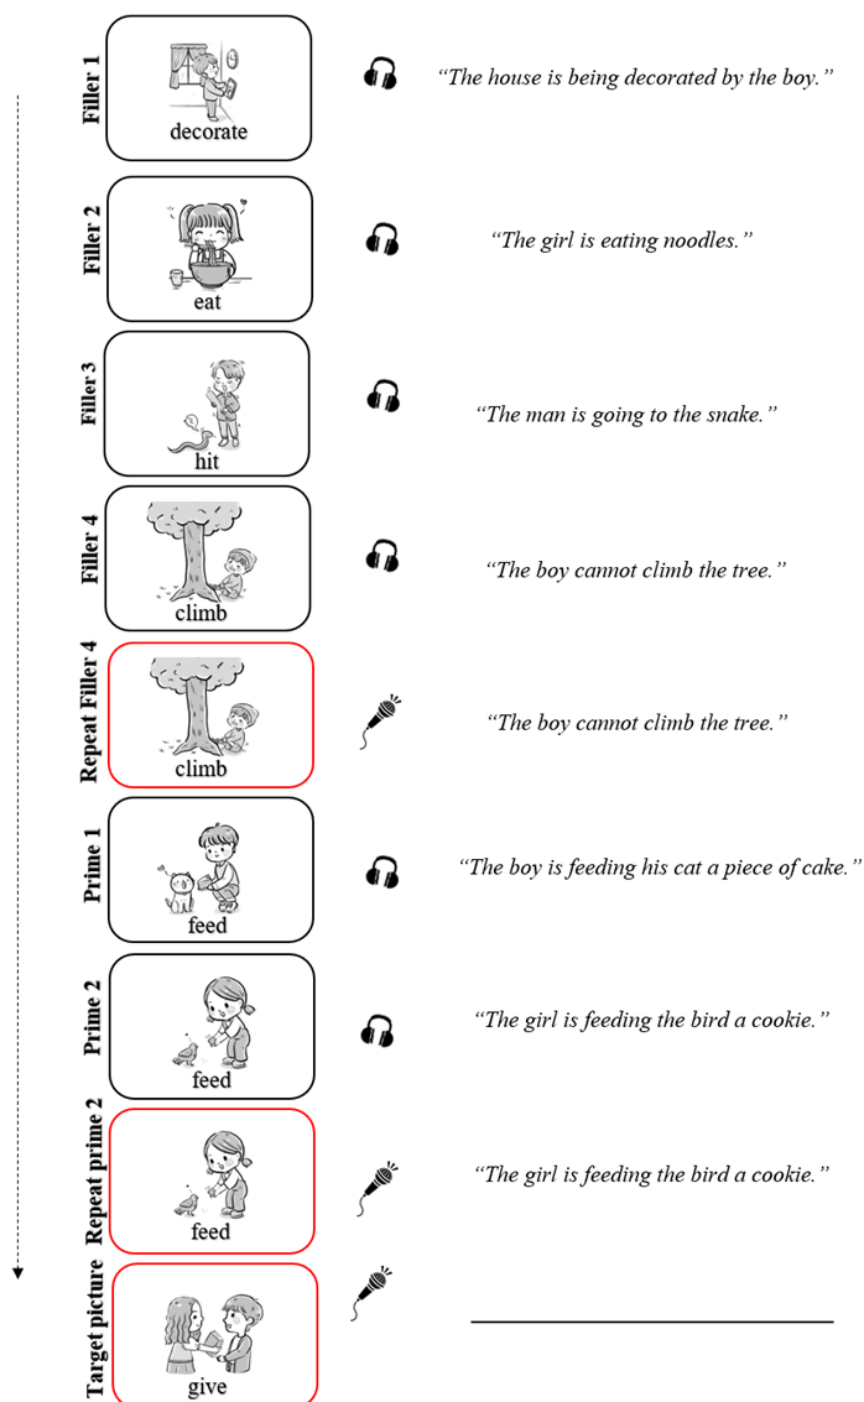 Filler 1
decorate
“The house is being decorated by the boy.”
Filler 2
eat
“The girl is eating noodles.”
Filler 3
hit
“The man is going to the snake.”
Filler 4
climb
“The boy cannot climb the tree.”
Repeat Filler 4
climb
“The boy cannot climb the tree.”
Prime 1
feed
“The boy is feeding his cat a piece of cake.”
Prime 2
feed
“The girl is feeding the bird a cookie.”
Repeat prime 2
feed
“The girl is feeding the bird a cookie.”
Target picture
give